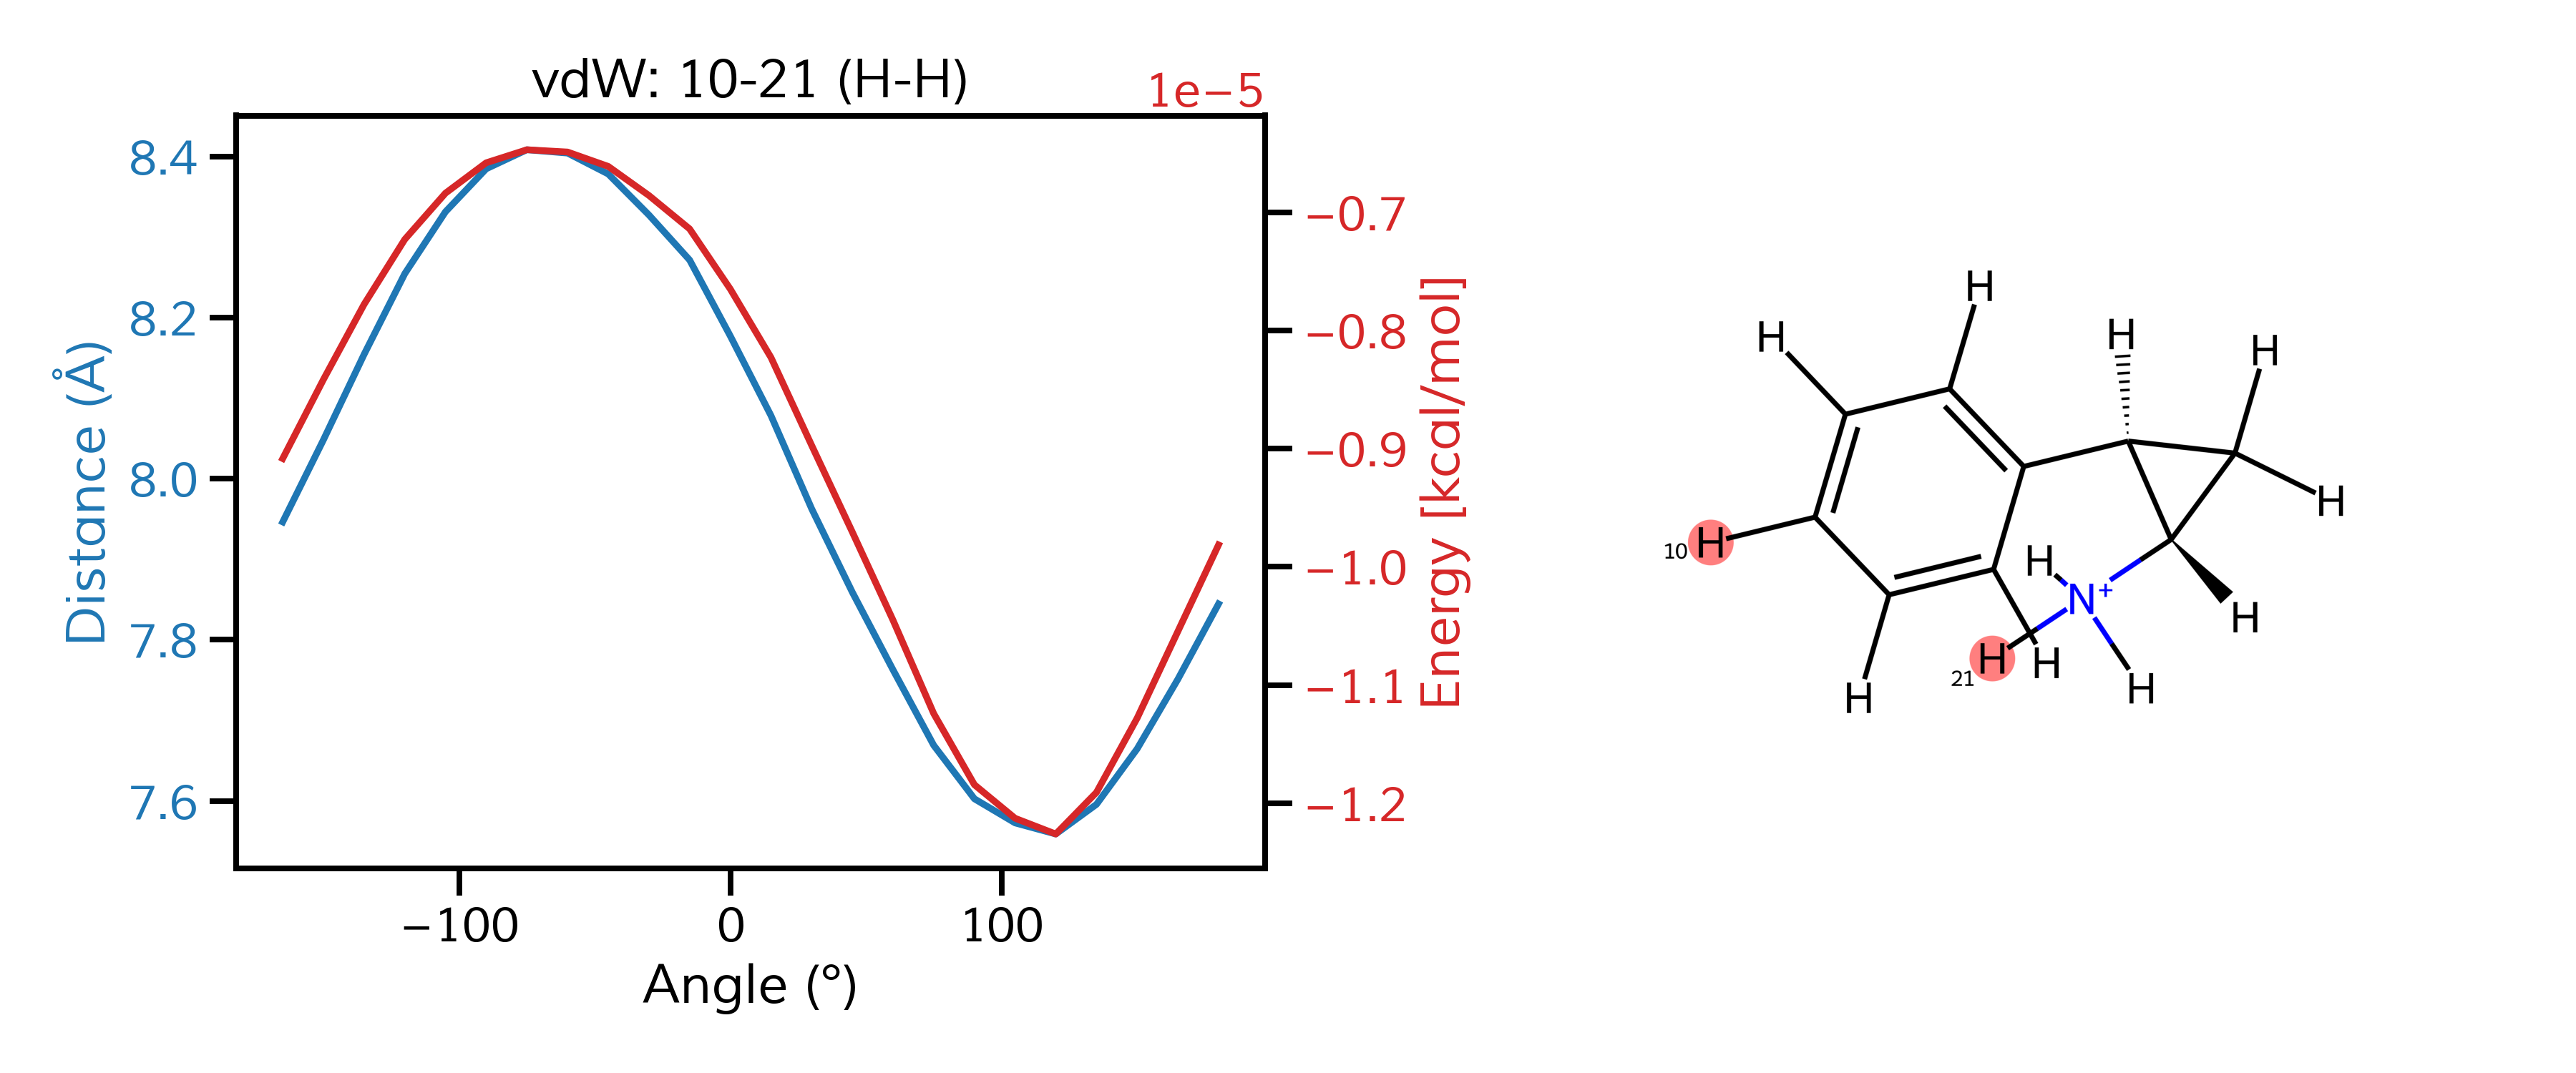 vdW: 10-21 (H-H)
1e−5
8.4
8.2
8.0
7.8
7.6
Distance (Å)
−100
0
100
Angle (°)
−0.7
−0.8
−0.9
−1.0
−1.1
−1.2
Energy [kcal/mol]
H
H
H
H
H
10
H
H
N+
H
21
H
H
H
H
H